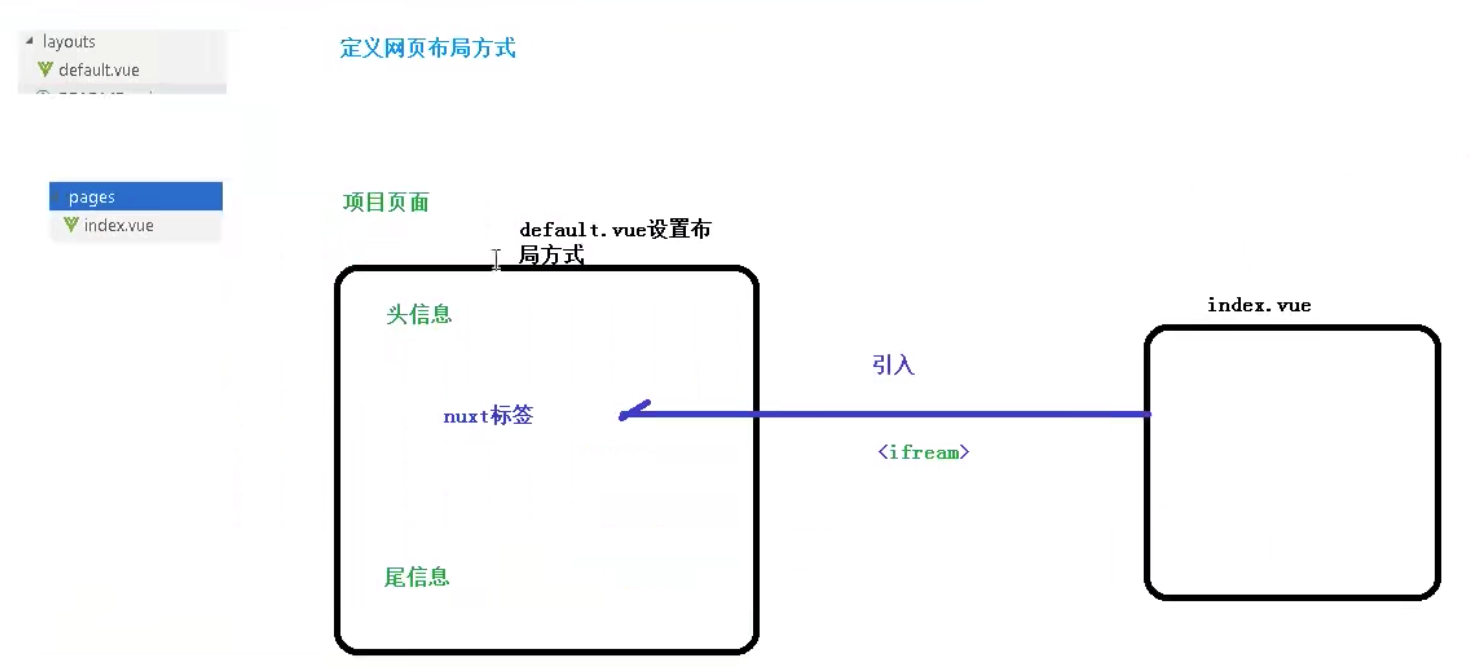 layouts
定义网页布局方式
default.vue
pages
项目页面
index.vue
default.vue设置布
局方式
头信息
index.vue
引入
nuxt标签
<ifream>
尾信息